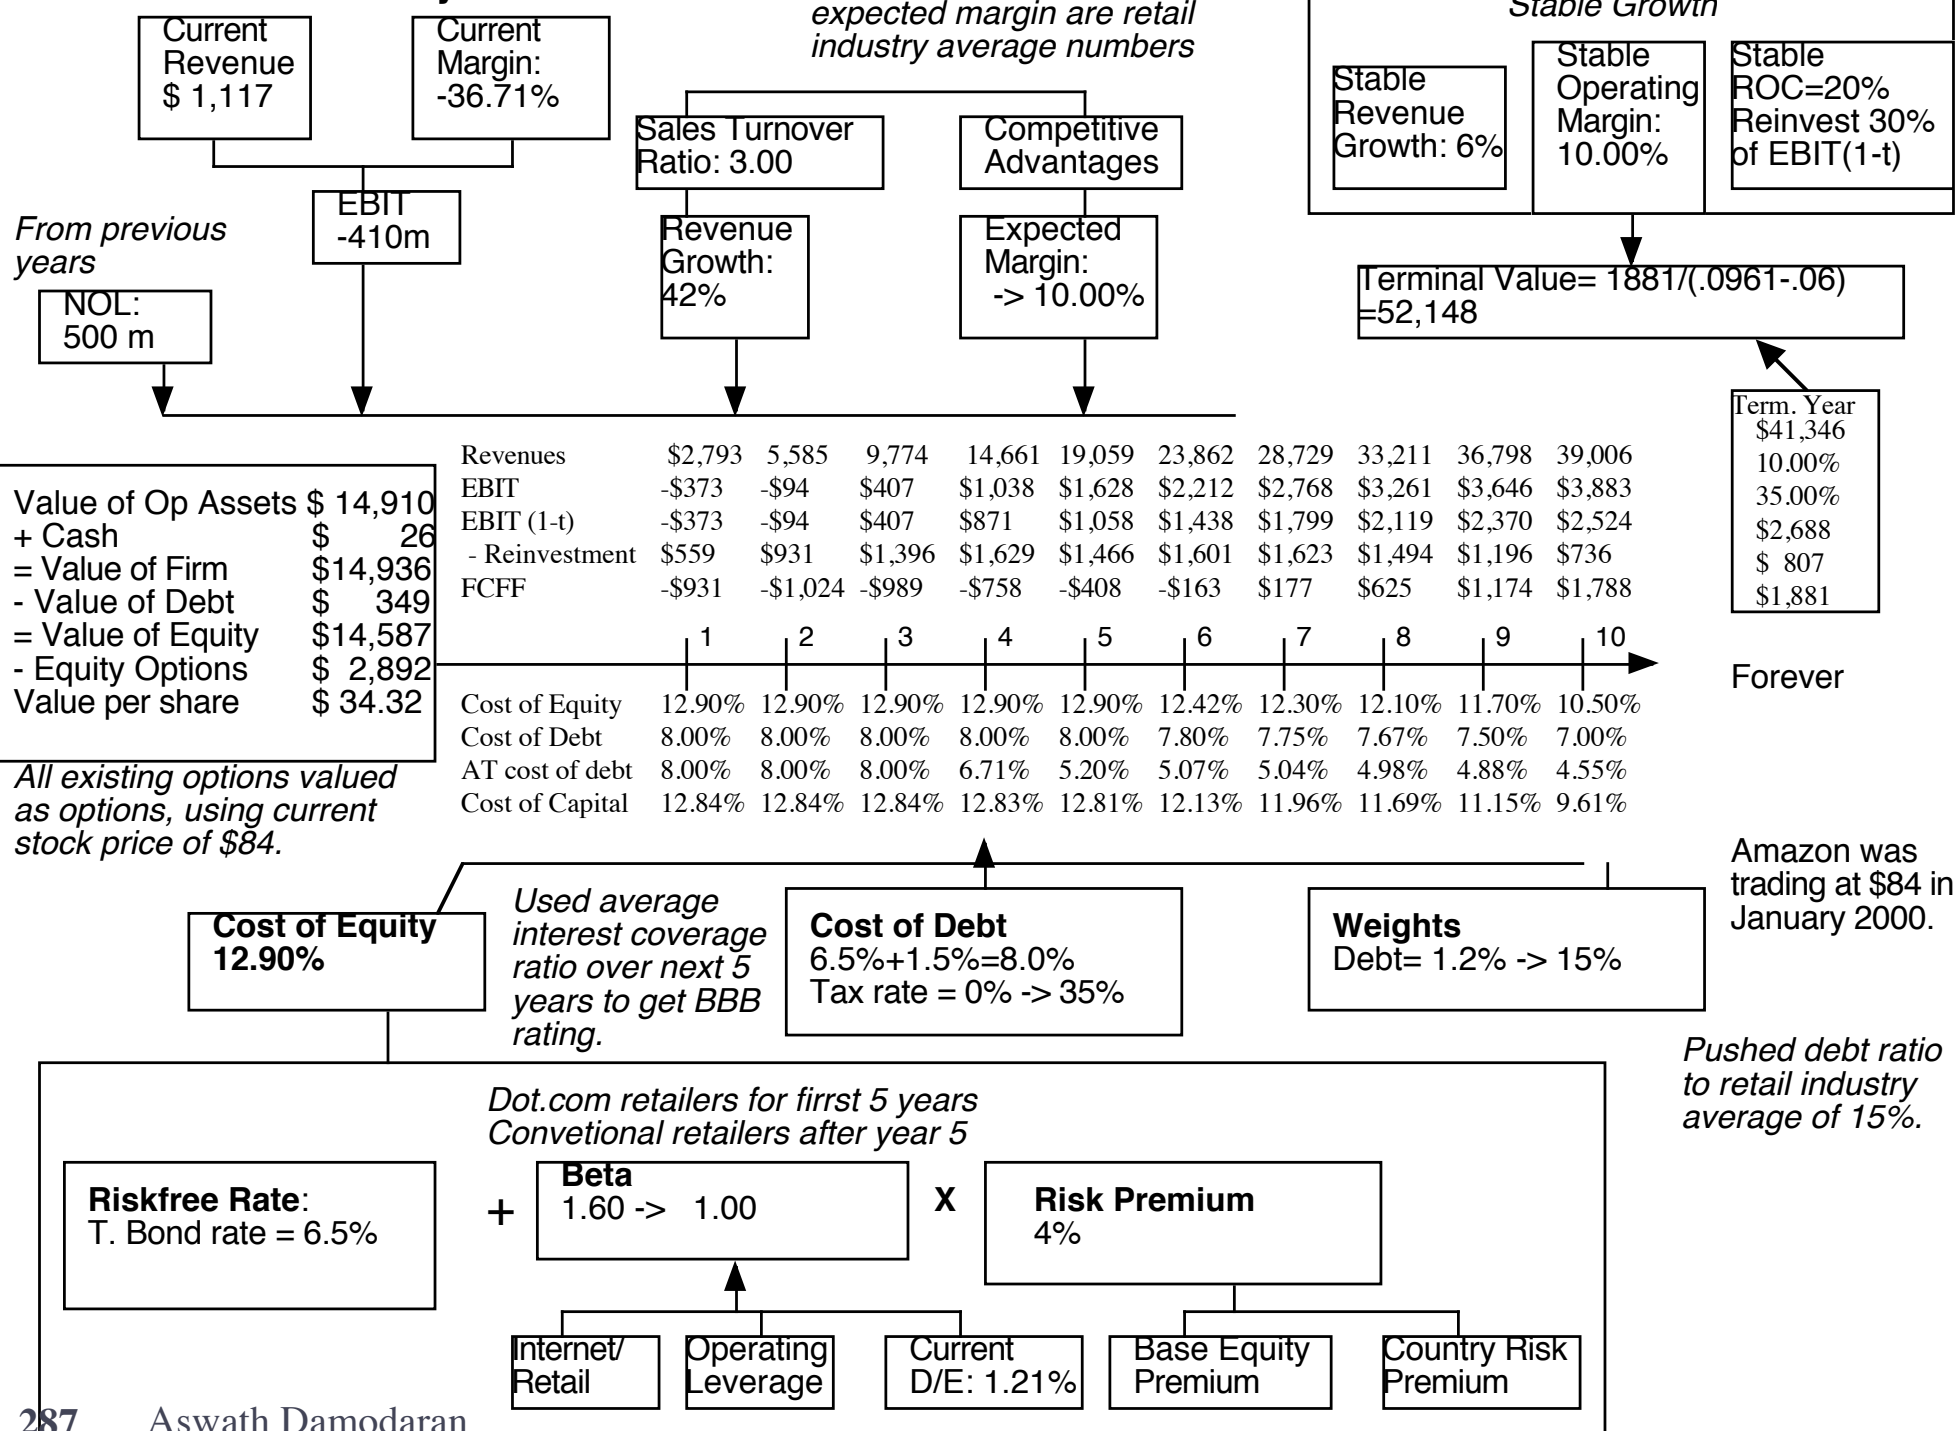 expected margin are retail
industry average numbers
Stable Growth
Current
Revenue
$ 1,117
Current
Margin:
-36.71%
Stable
Revenue
Growth: 6%
Stable
Operating
Margin:
10.00%
Stable
ROC=20%
Reinvest 30%
of EBIT(1-t)
Sales Turnover
Ratio: 3.00
Competitive
Advantages
EBIT
-410m
From previous
years
NOL:
500 m
Revenue
Growth:
42%
Expected
Margin:
-> 10.00%
Terminal Value= 1881/(.0961-.06)
=52,148
Term. Year
$41,346
10.00%
35.00%
$2,688
$ 807
$1,881
Revenues $2,793 5,585 9,774 14,661 19,059 23,862 28,729 33,211 36,798 39,006
EBIT -$373 -$94 $407 $1,038 $1,628 $2,212 $2,768 $3,261 $3,646 $3,883
EBIT (1-t) -$373 -$94 $407 $871 $1,058 $1,438 $1,799 $2,119 $2,370 $2,524
- Reinvestment $559 $931 $1,396 $1,629 $1,466 $1,601 $1,623 $1,494 $1,196 $736
FCFF -$931 -$1,024 -$989 -$758 -$408 -$163 $177 $625 $1,174 $1,788
Value of Op Assets $ 14,910
+ Cash $ 26
= Value of Firm $14,936
- Value of Debt $ 349
= Value of Equity $14,587
- Equity Options $ 2,892
Value per share $ 34.32
1 2 3 4 5 6 7 8 9 10
Forever
Cost of Equity 12.90% 12.90% 12.90% 12.90% 12.90% 12.42% 12.30% 12.10% 11.70% 10.50%
Cost of Debt 8.00% 8.00% 8.00% 8.00% 8.00% 7.80% 7.75% 7.67% 7.50% 7.00%
AT cost of debt 8.00% 8.00% 8.00% 6.71% 5.20% 5.07% 5.04% 4.98% 4.88% 4.55%
Cost of Capital 12.84% 12.84% 12.84% 12.83% 12.81% 12.13% 11.96% 11.69% 11.15% 9.61%
All existing options valued
as options, using current
stock price of $84.
Amazon was
trading at $84 in
January 2000.
Cost of Equity
12.90%
Used average
interest coverage
ratio over next 5
years to get BBB
rating.
Cost of Debt
6.5%+1.5%=8.0%
Tax rate = 0% -> 35%
Weights
Debt= 1.2% -> 15%
Pushed debt ratio
to retail industry
average of 15%.
Dot.com retailers for firrst 5 years
Convetional retailers after year 5
Riskfree Rate:
T. Bond rate = 6.5%
+
Beta
1.60 -> 1.00
X
Risk Premium
4%
Internet/
Retail
Operating
Leverage
Current
D/E: 1.21%
Base Equity
Premium
Country Risk
Premium
287 Aswath Damodaran